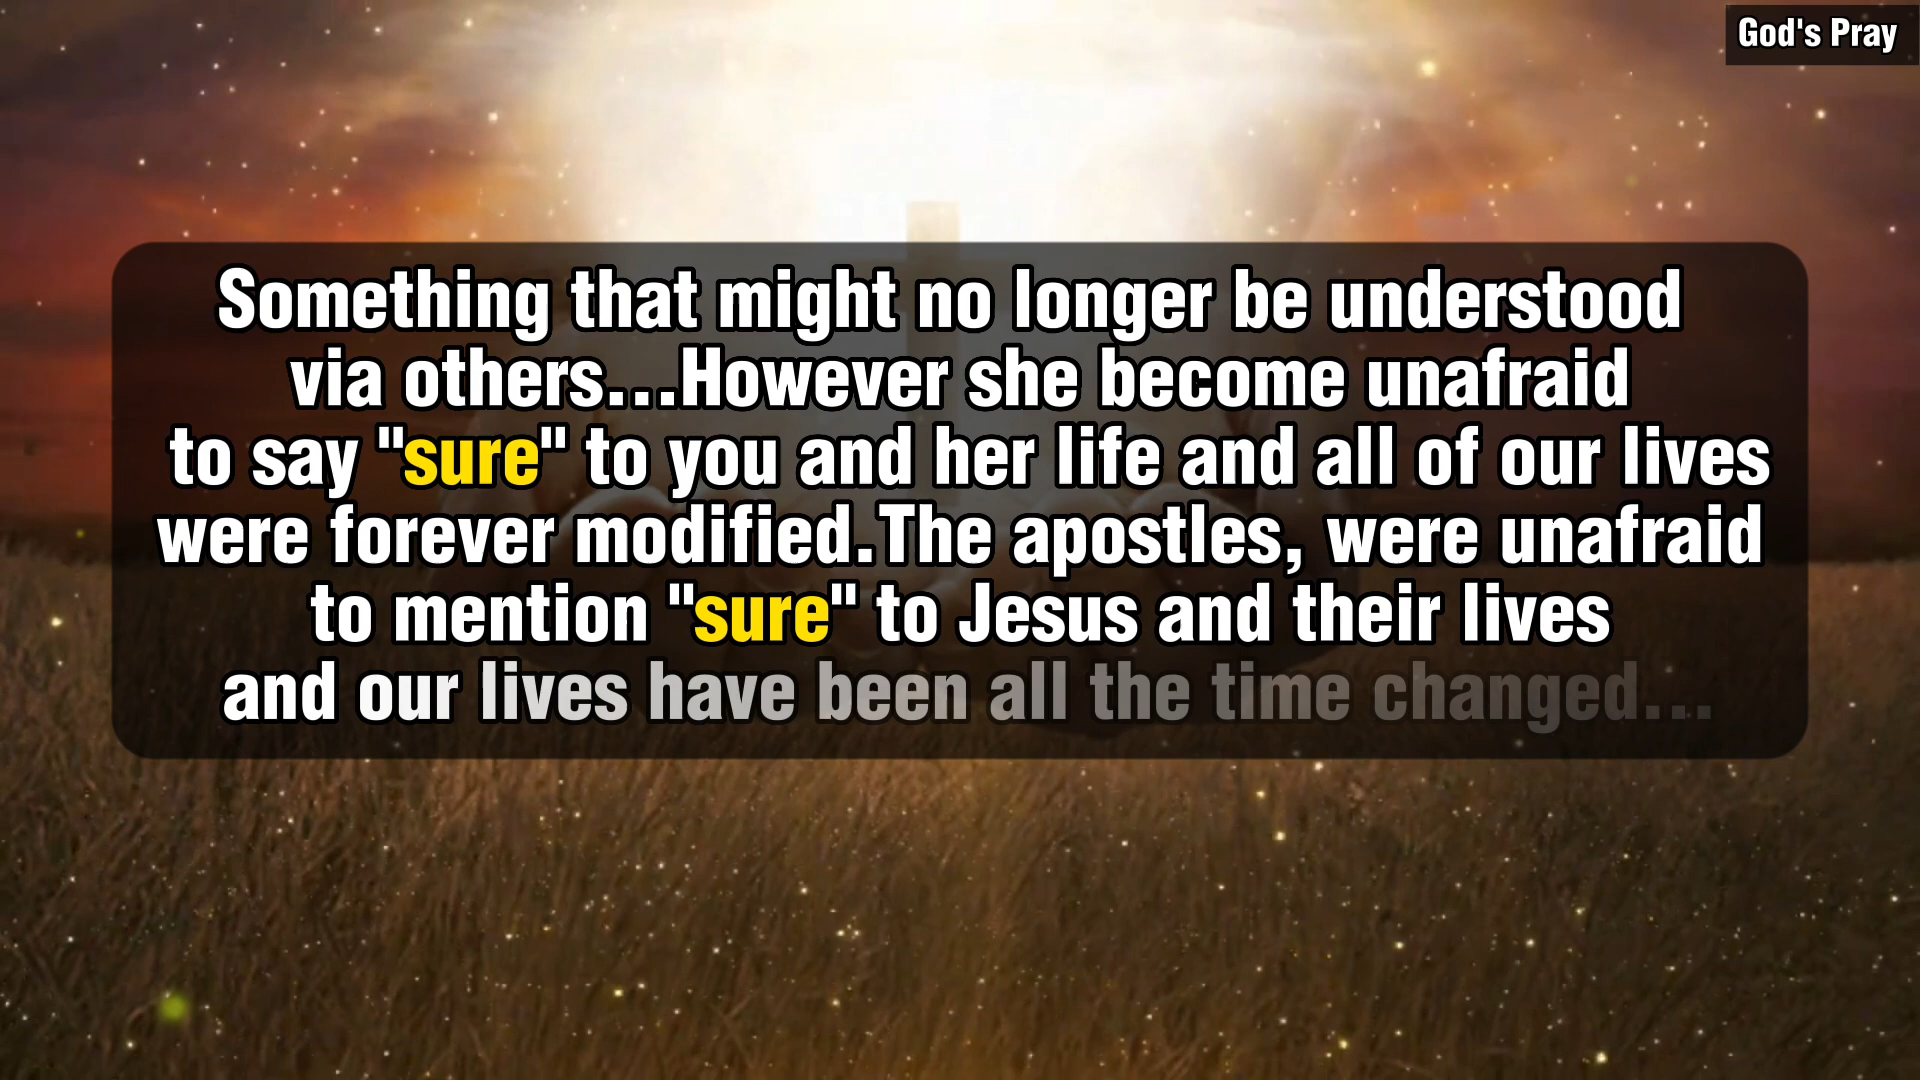 God's Pray
Something that might no longer be understood
via others...However she become unafraid
to say "sure" to you and her life and all of our lives
were forever modified.The apostles, were unafraid
to mention "sure" to Jesus and their lives
and our lives have been all the time changed...